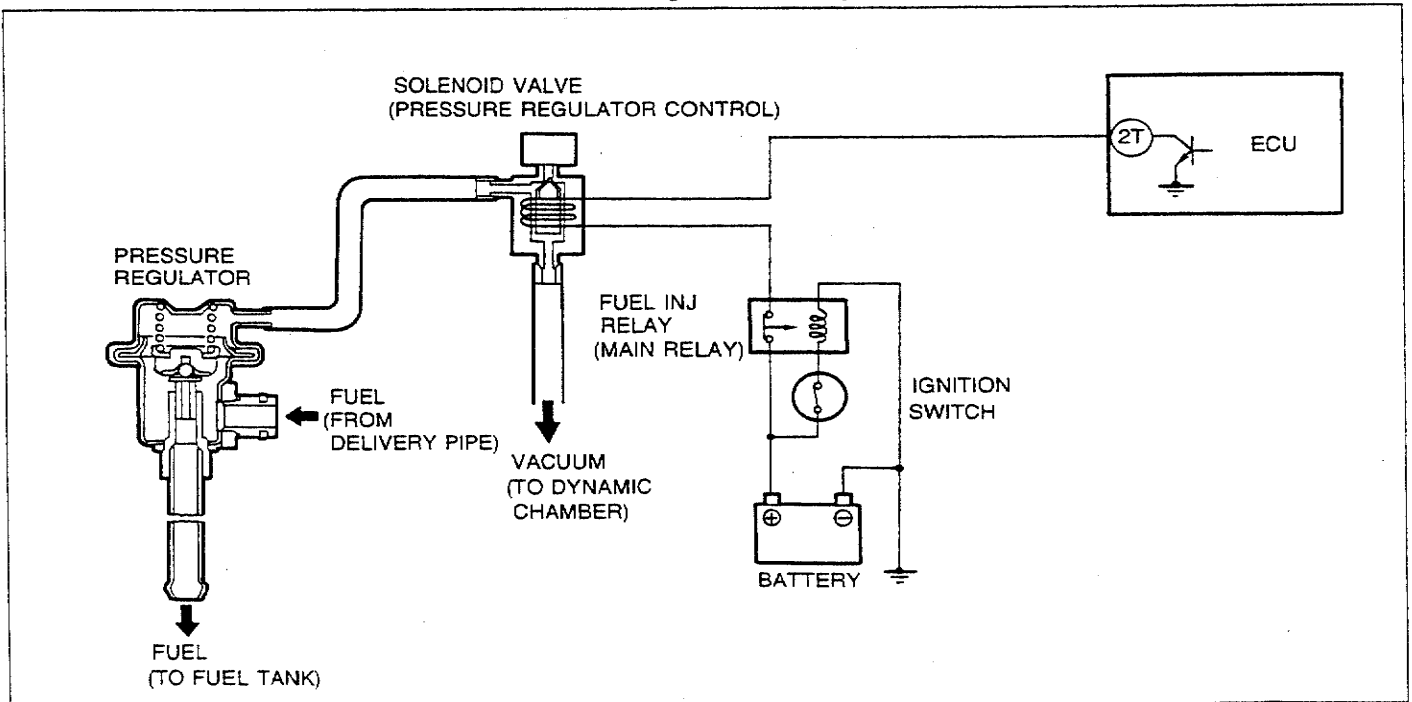 SOLENOID VALVE
(PRESSURE REGULATOR CONTROL)
2T
ECU
PRESSURE
REGULATOR
FUEL INJ
RELAY
(MAIN RELAY)
IGNITION
SWITCH
FUEL
(FROM
DELIVERY PIPE)
VACUUM
(TO DYNAMIC
CHAMBER)
+
−
BATTERY
FUEL
(TO FUEL TANK)